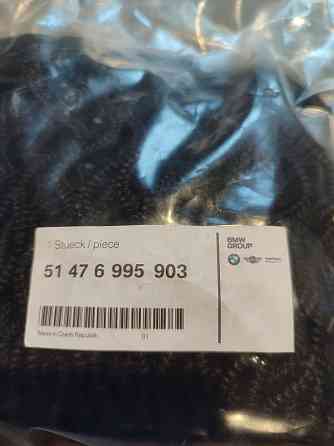 1 Stueck / piece
51 47 6 995 903
BMW
GROUP
Made in Czech Republic
01